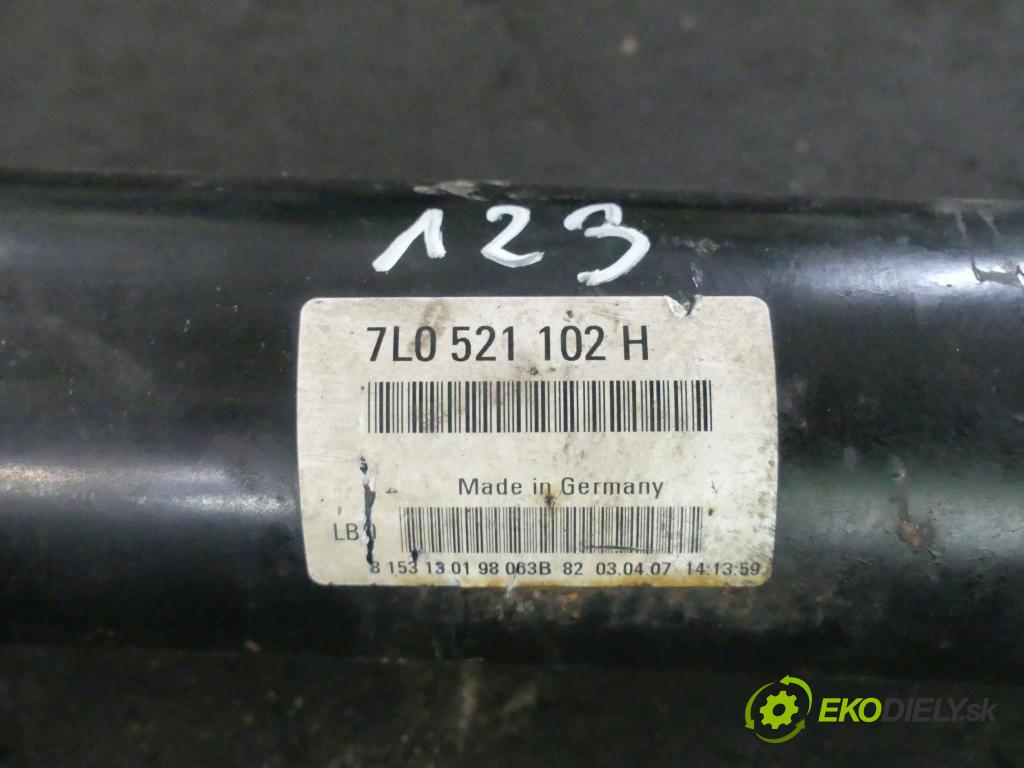 123
7L0 521 102 H
Made in Germany
LB0
8 153 13 01 98 063B 82 03.04.07 14:13:59
EKODIELY.sk